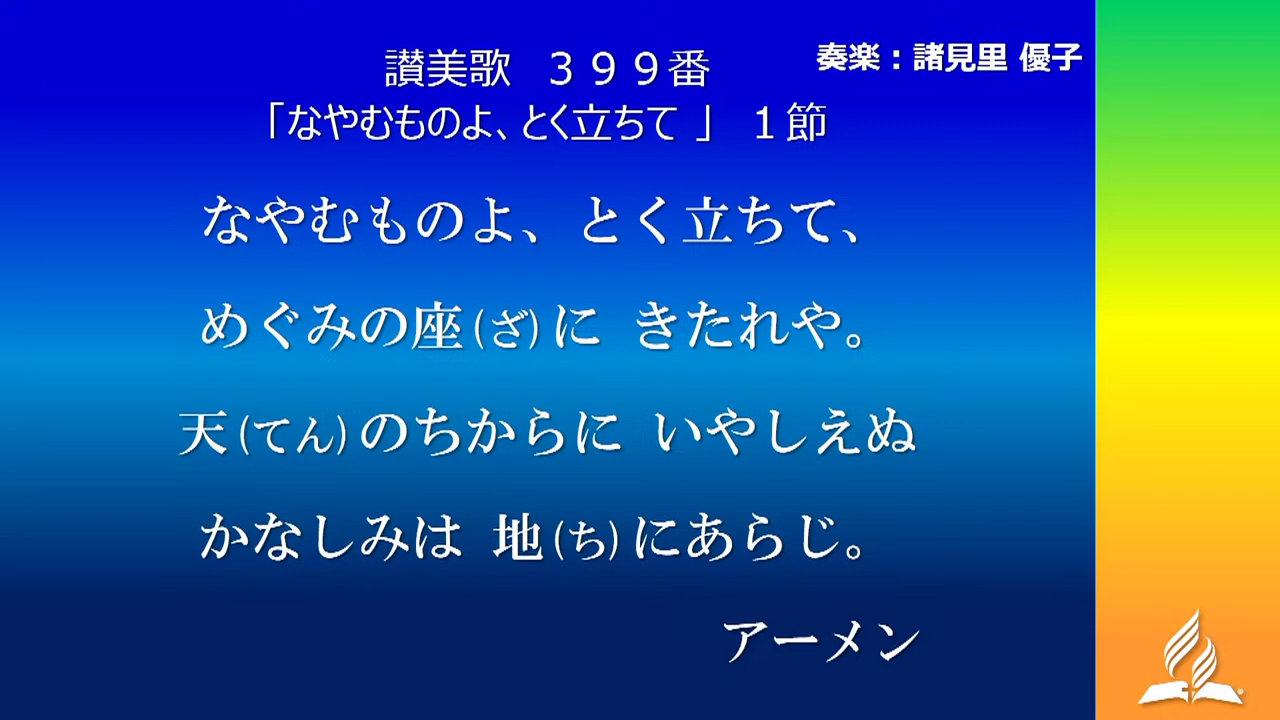 讃美歌　３９９番
奏楽：諸見里 優子
「なやむものよ、とく立ちて 」　１節
なやむものよ、 とく立ちて、
めぐみの座(ざ)に きたれや。
天(てん)のちからに いやしえぬ
かなしみは 地(ち)にあらじ。
アーメン